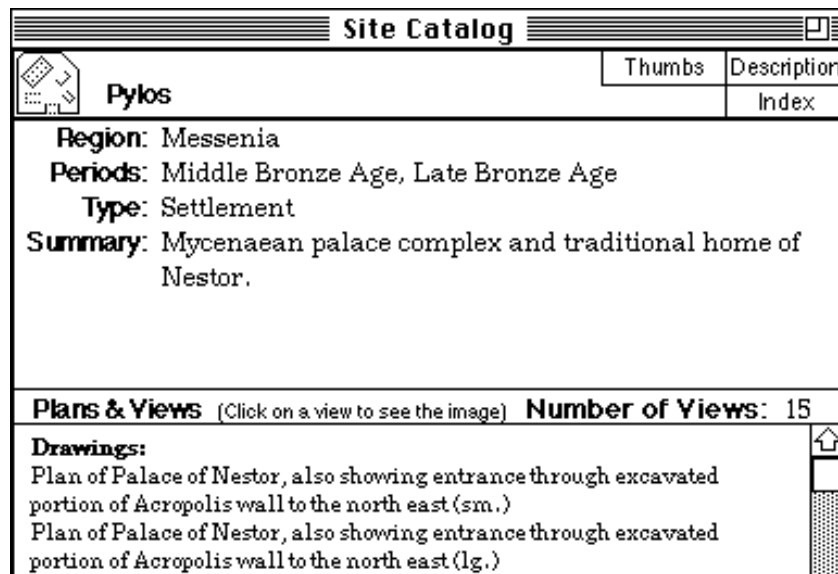 Site Catalog
Pylos
Thumbs
Description
Index
Region: Messenia
Periods: Middle Bronze Age, Late Bronze Age
Type: Settlement
Summary: Mycenaean palace complex and traditional home of
Nestor.
Plans & Views (Click on a view to see the image) Number of Views: 15
Drawings:
Plan of Palace of Nestor, also showing entrance through excavated
portion of Acropolis wall to the north east (sm.)
Plan of Palace of Nestor, also showing entrance through excavated
portion of Acropolis wall to the north east (lg.)